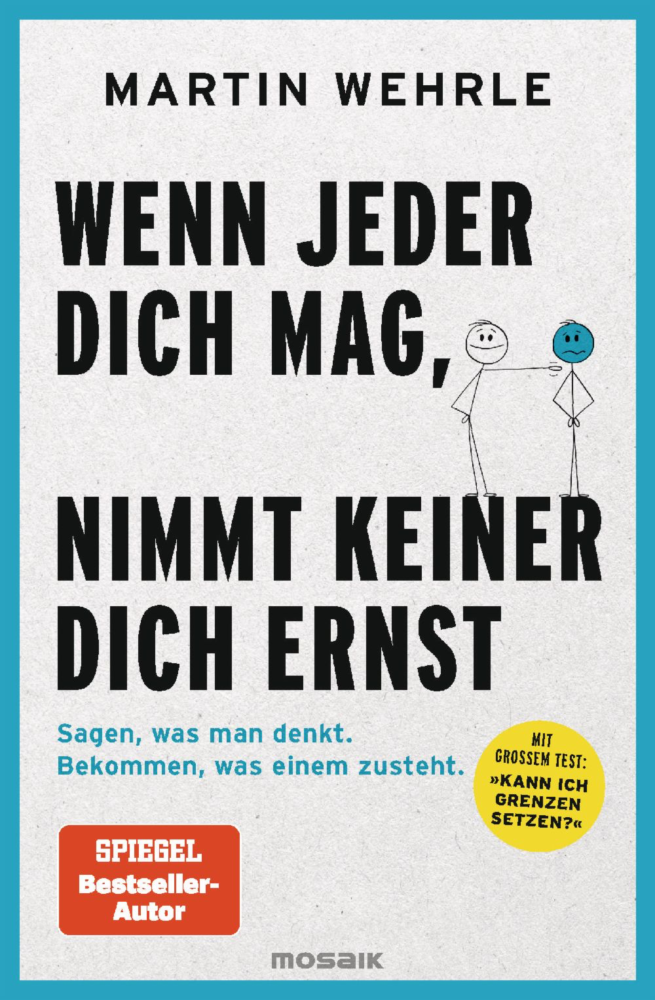 MARTIN WEHRLE
WENN JEDER
DICH MAG,
NIMMT KEINER
DICH ERNST
Sagen, was man denkt.
Bekommen, was einem zusteht.
MIT
GROSSEM TEST:
»KANN ICH
GRENZEN
SETZEN?«
SPIEGEL
Bestseller-
Autor
mosaik